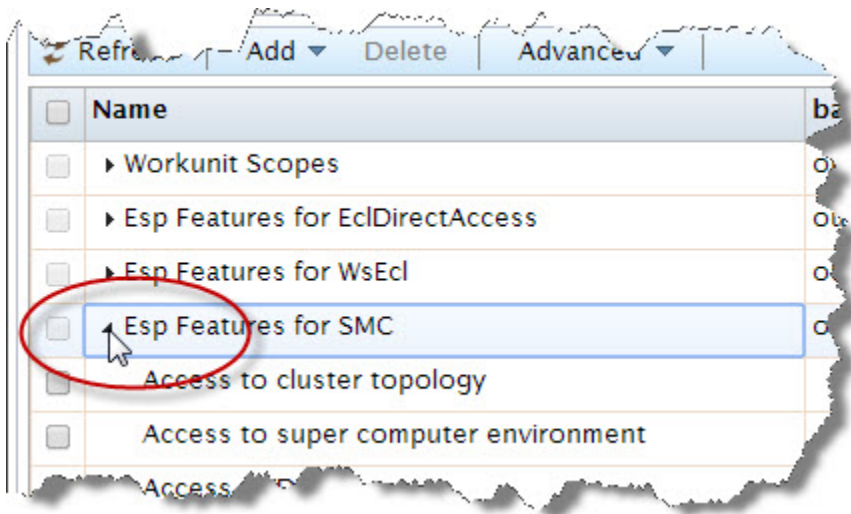 Add Delete Advanced
Name
Workunit Scopes
Esp Features for EclDirectAccess
Esp Features for WsEcl
Esp Features for SMC
Access to cluster topology
Access to super computer environment
Access